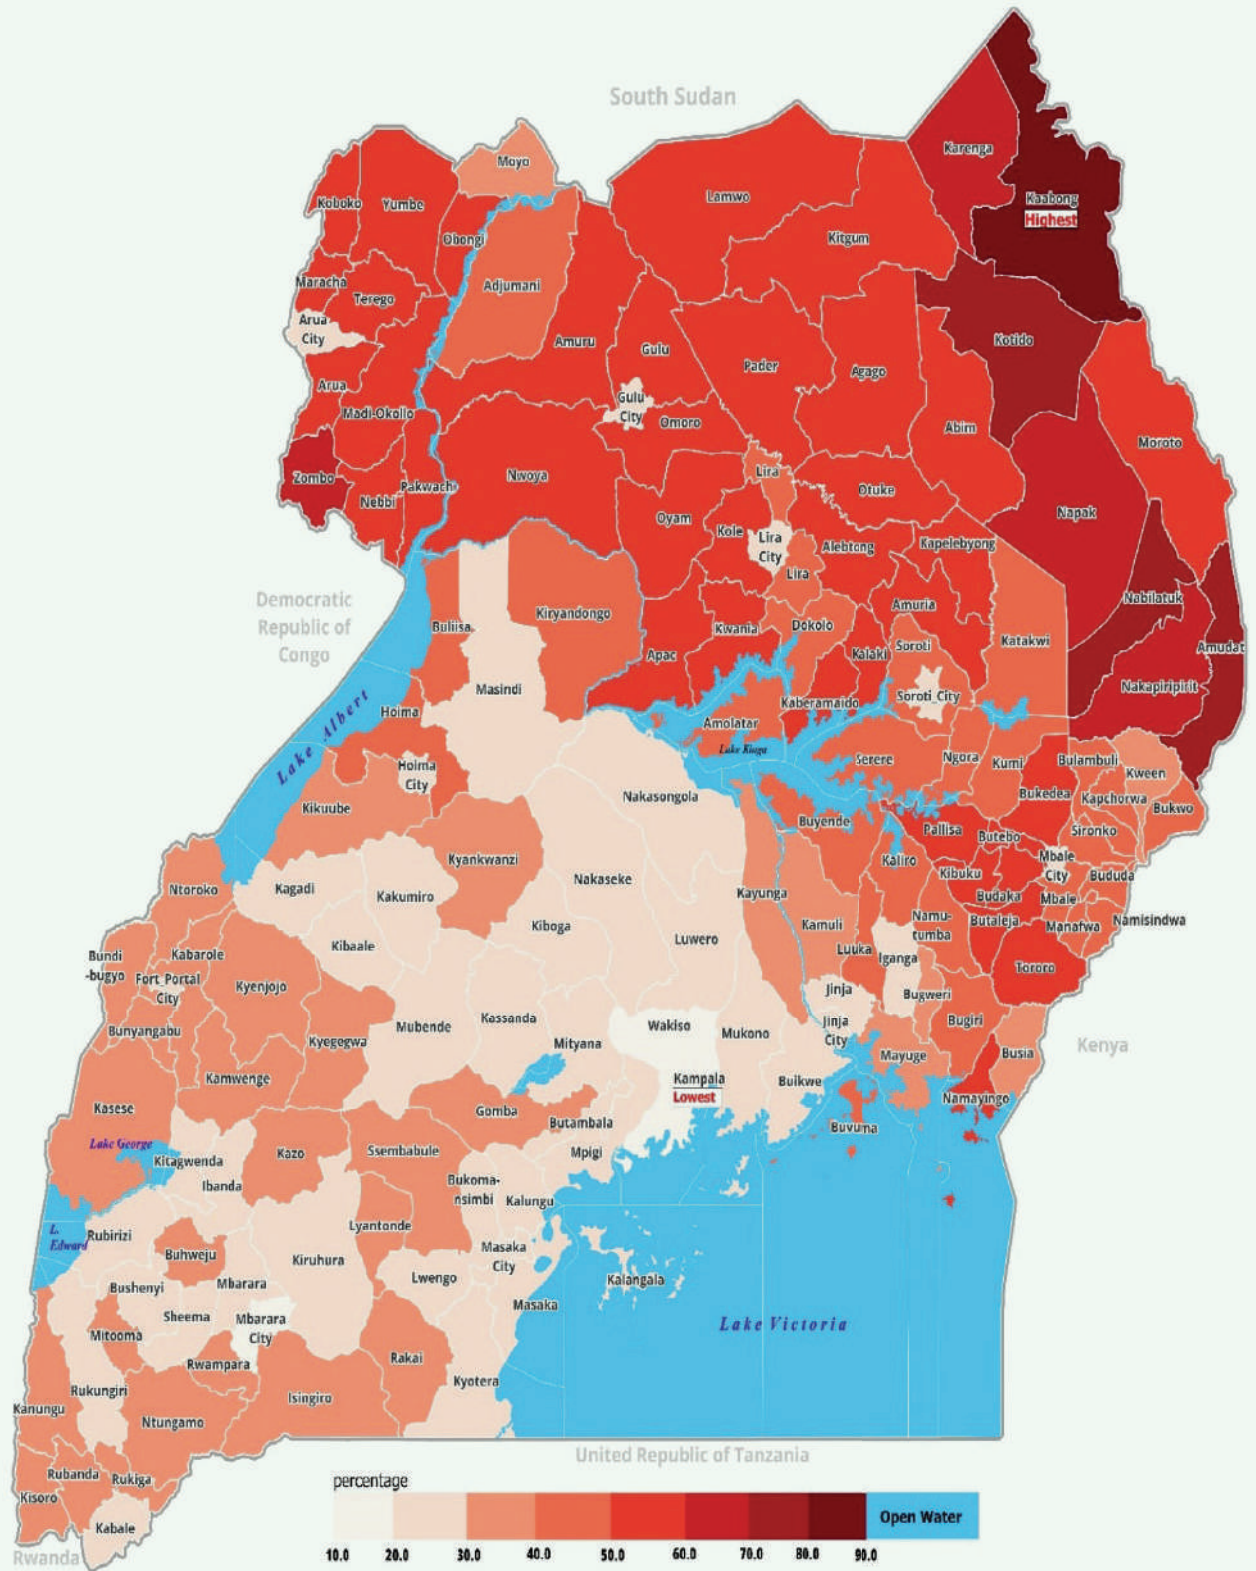 South Sudan
Moyo
Karenga
Kaabong
Highest
Koboko
Yumbe
Lamwo
Obongi
Kitgum
Maracha
Terego
Adjumani
Arua
City
Amuru
Gulu
Kotido
Pader
Agago
Arua
Madi-Okollo
Gulu
City
Omoro
Abim
Moroto
Zombo
Nebbi
Pakwach
Nwoya
Lira
Otuke
Oyam
Kole
Lira
City
Napak
Alebtong
Kapelebyong
Lira
Democratic
Republic of
Congo
Buliisa
Kiryandongo
Kwania
Dokolo
Amuria
Nabilatuk
Apac
Kalaki
Soroti
Katakwi
Amudat
Masindi
Nakapiripirit
Soroti_City
Kaberamaido
Hoima
Lake Albert
Amolatar
Lake Kioga
Serere
Ngora
Kumi
Bulambuli
Kween
Hoima
City
Bukedea
Kapchorwa
Bukwo
Kikuube
Nakasongola
Buyende
Pallisa
Butebo
Sironko
Kyankwanzi
Kaliro
Mbale
City
Ntoroko
Kagadi
Kakumiro
Nakaseke
Kayunga
Kibuku
Bududa
Budaka
Mbale
Kiboga
Kamuli
Namu-
tumba
Butaleja
Manafwa
Namisindwa
Kibaale
Luwero
Luuka
Iganga
Bundi
-bugyo
Kabarole
Fort_Portal
City
Kyenjojo
Tororo
Jinja
Bugweri
Bunyangabu
Kyegegwa
Mubende
Kassanda
Mityana
Wakiso
Mukono
Jinja
City
Bugiri
Mayuge
Busia
Kenya
Kamwenge
Kampala
Lowest
Buikwe
Namayingo
Kasese
Gomba
Butambala
Buvuma
Lake George
Kitagwenda
Kazo
Ssembabule
Mpigi
Ibanda
Bukoma-
nsimbi
Kalungu
L.
Edward
Rubirizi
Lyantonde
Buhweju
Kiruhura
Masaka
City
Lwengo
Kalangala
Bushenyi
Mbarara
Masaka
Sheema
Mbarara
City
Lake Victoria
Mitooma
Rwampara
Rakai
Kyotera
Rukungiri
Isingiro
Kanungu
Ntungamo
United Republic of Tanzania
Rubanda
Rukiga
Kisoro
Kabale
Rwanda
percentage
Open Water
10.0 20.0 30.0 40.0 50.0 60.0 70.0 80.0 90.0